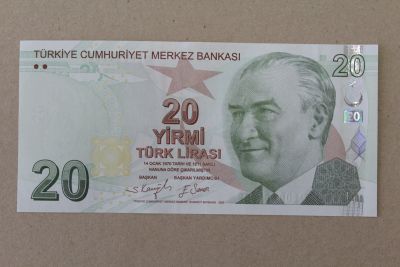 TÜRKİYE CUMHURİYET MERKEZ BANKASI
20
20
YİRMİ
TÜRK LİRASI
14 OCAK 1970 TARİH VE 1211 SAYILI
KANUNA GÖRE ÇIKARILMIŞTIR
BAŞKAN BAŞKAN YARDIMCISI
20
20